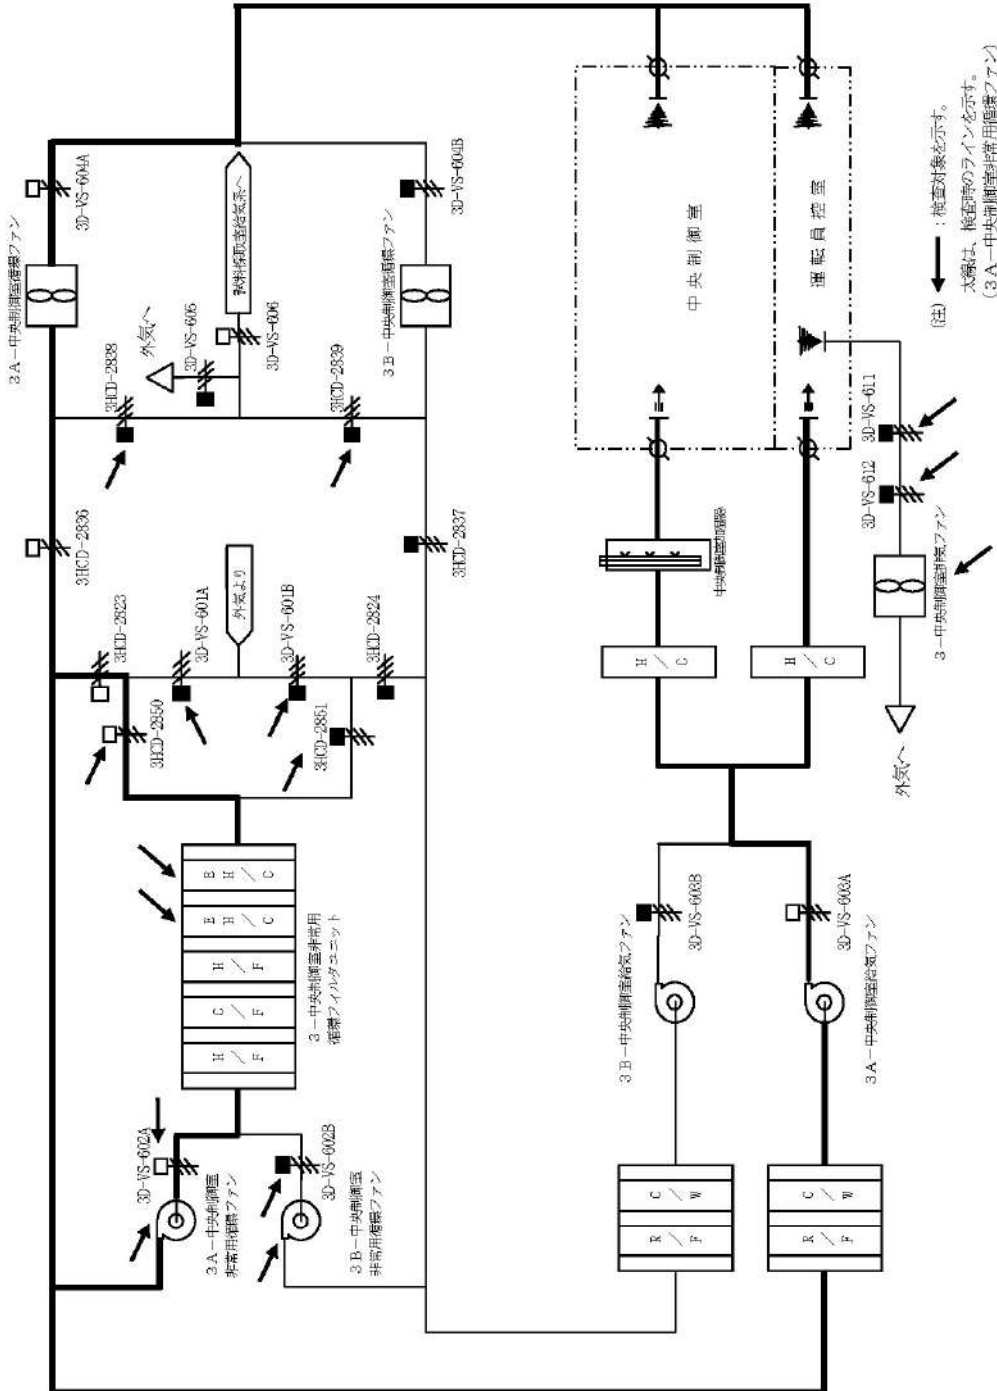 3A-中央制御室循環ファン
3D-VS-604A
3HCD-2836
3HCD-2838
外気へ
3D-VS-605
3D-VS-606
試料採取室給気系へ
3HCD-2839
3B-中央制御室循環ファン
3D-VS-604B
3HCD-2837
3HCD-2823
3D-VS-601A
外気より
3D-VS-601B
3HCD-2824
3HCD-2850
3HCD-2851
H/F
C/F
H/F
EH/C
BH/C
3-中央制御室非常用
循環フィルタユニット
3D-VS-602A
3A-中央制御室
非常用循環ファン
3D-VS-602B
3B-中央制御室
非常用循環ファン
中央制御室
運転員控室
中央制御室加湿器
H/C
H/C
3D-VS-611
3D-VS-612
3-中央制御室排気ファン
外気へ
3B-中央制御室給気ファン
3D-VS-603B
3D-VS-603A
3A-中央制御室給気ファン
R/F
C/W
R/F
C/W
(注)
:検査対象を示す。
太線は、検査時のラインを示す。
(3A-中央制御室非常用循環ファン)